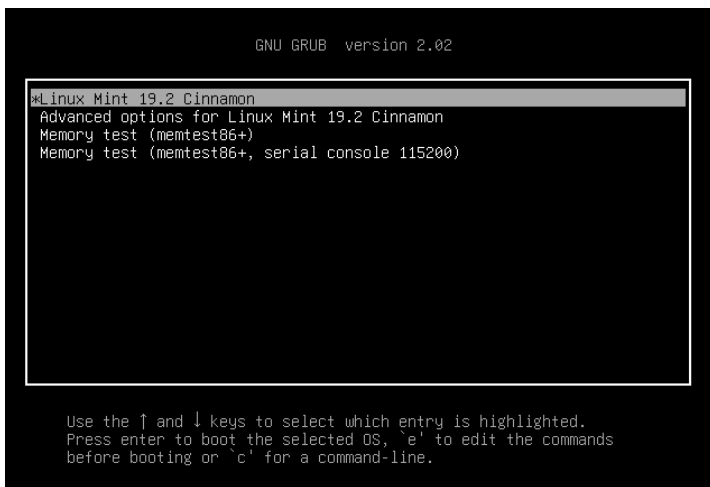 GNU GRUB  version 2.02
*Linux Mint 19.2 Cinnamon
Advanced options for Linux Mint 19.2 Cinnamon
Memory test (memtest86+)
Memory test (memtest86+, serial console 115200)
Use the ↑ and ↓ keys to select which entry is highlighted.
Press enter to boot the selected OS, `e' to edit the commands
before booting or `c' for a command-line.